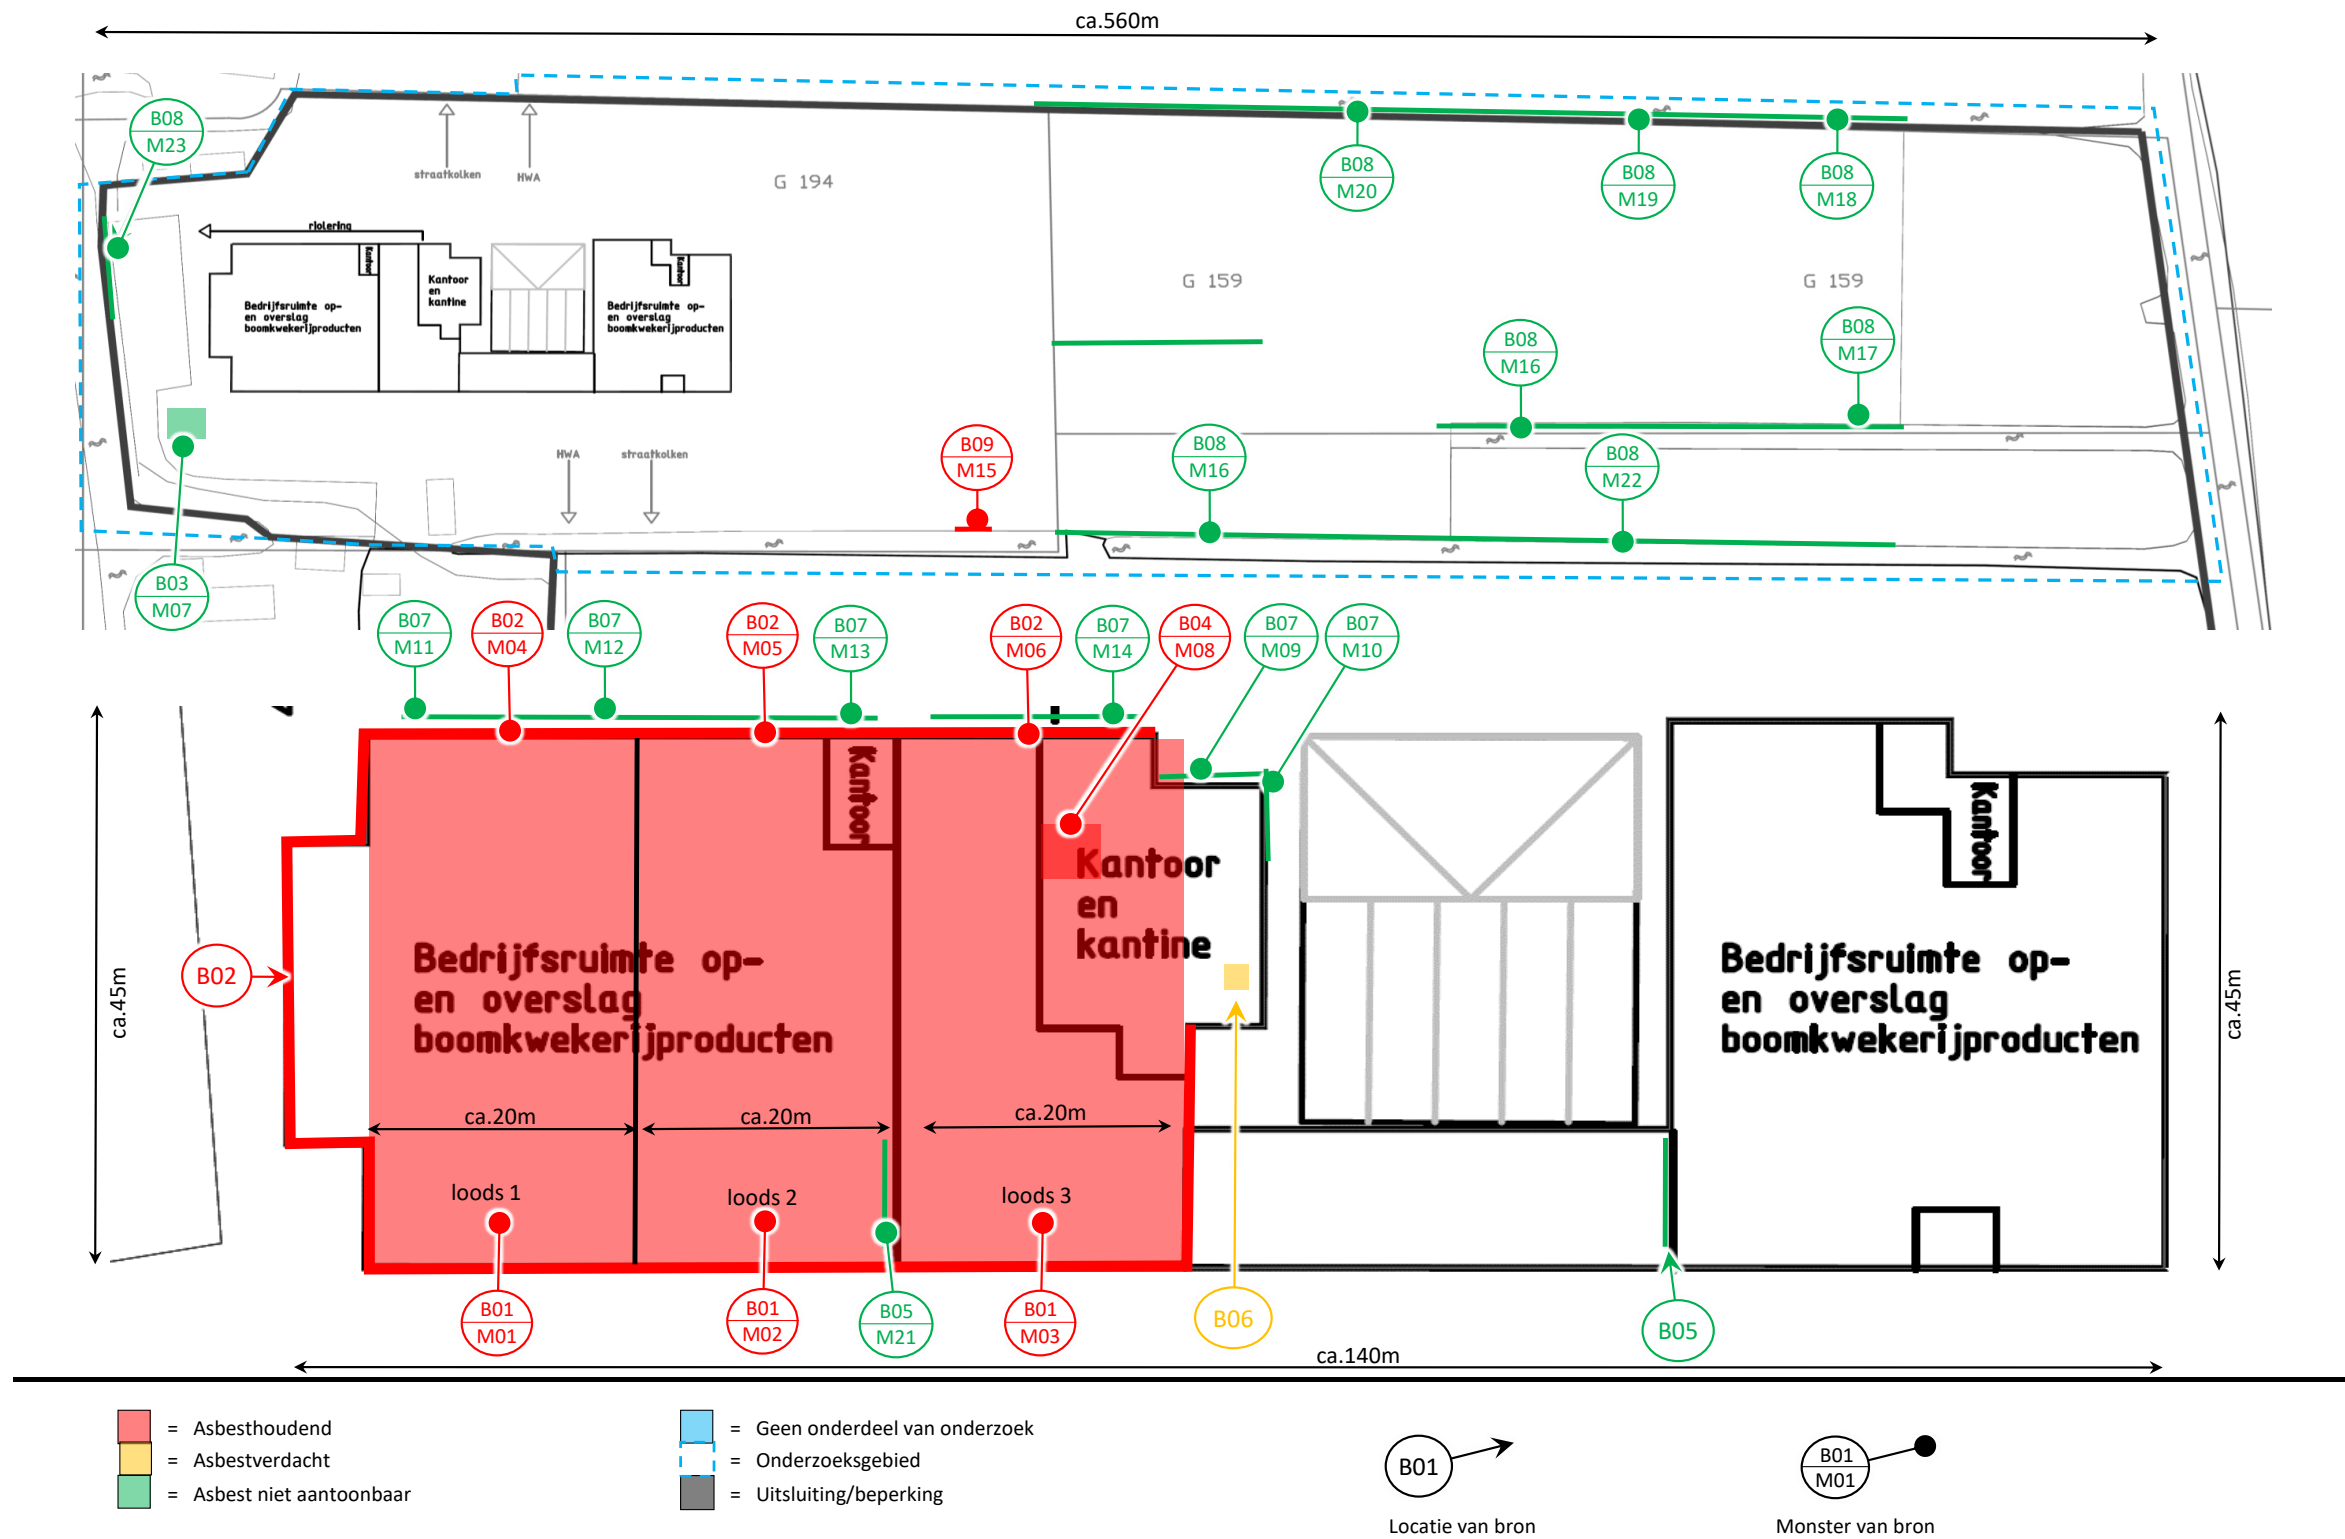 ca.560m
B08
M23
straatkolken
HWA
G 194
B08
M20
B08
M19
B08
M18
riolering
Kantoor
Kantoor
en
kantine
Bedrijfsruimte op-
en overslag
boomkwekerijproducten
Kantoor
Bedrijfsruimte op-
en overslag
boomkwekerijproducten
G 159
G 159
B08
M16
B08
M17
HWA
straatkolken
B09
M15
B08
M16
B08
M22
B03
M07
B07
M11
B02
M04
B07
M12
B02
M05
B07
M13
B02
M06
B07
M14
B04
M08
B07
M09
B07
M10
Kantoor
Kantoor
en
kantine
Kantoor
B02
ca.45m
Bedrijfsruimte op-
en overslag
boomkwekerijproducten
Bedrijfsruimte op-
en overslag
boomkwekerijproducten
ca.45m
ca.20m
ca.20m
ca.20m
loods 1
loods 2
loods 3
B01
M01
B01
M02
B05
M21
B01
M03
B06
B05
ca.140m
= Asbesthoudend
= Asbestverdacht
= Asbest niet aantoonbaar
= Geen onderdeel van onderzoek
= Onderzoeksgebied
= Uitsluiting/beperking
B01
Locatie van bron
B01
M01
Monster van bron